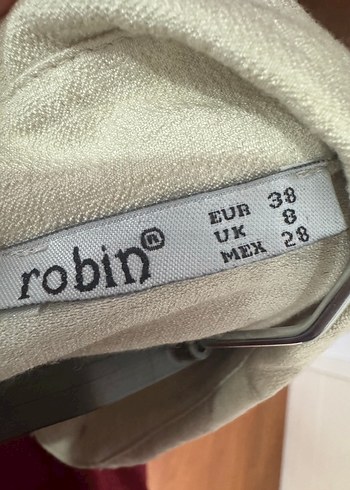 robin®
EUR 38
UK 8
MEX 28